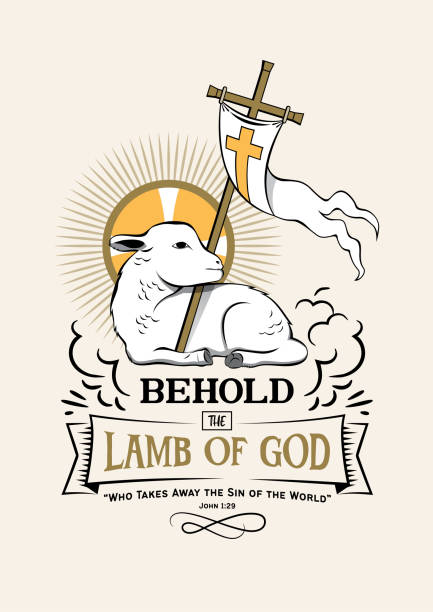 BEHOLD
THE
LAMB OF GOD
“WHO TAKES AWAY THE SIN OF THE WORLD”
JOHN 1:29